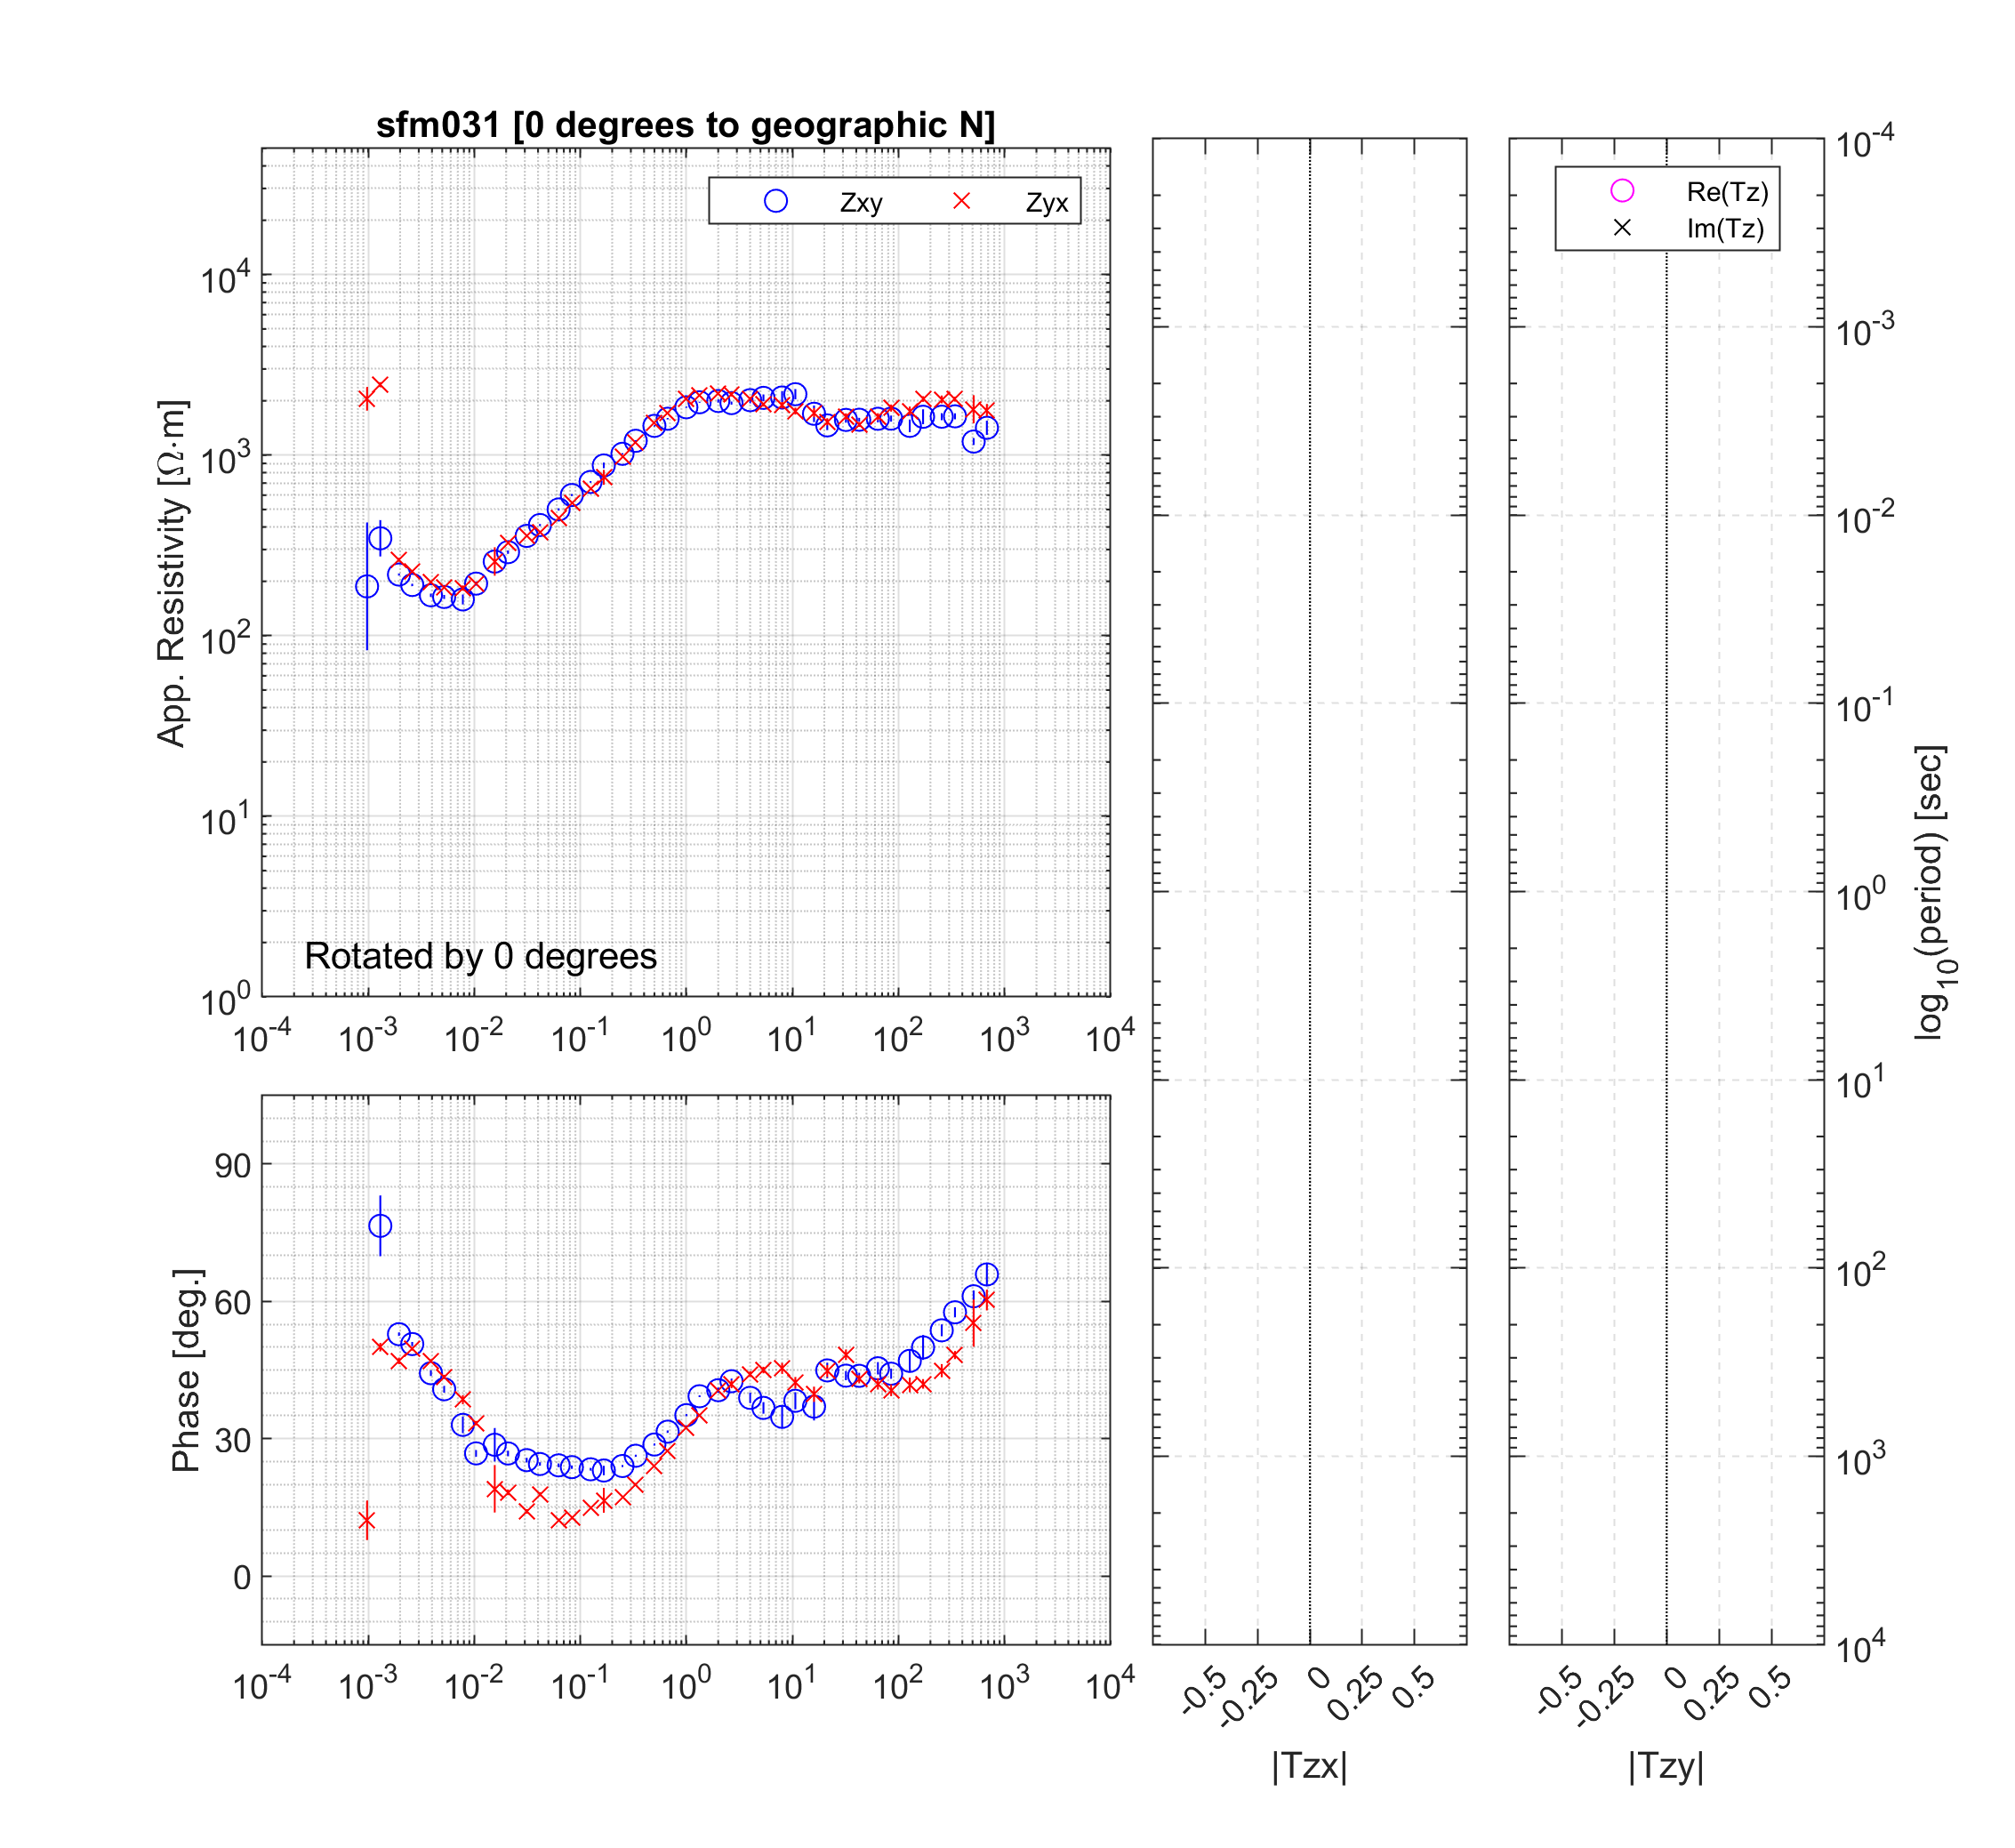 sfm031 [0 degrees to geographic N]
Zxy Zyx
App. Resistivity [Ω·m]
10^4
10^3
10^2
10^1
10^0
Rotated by 0 degrees
10^-4 10^-3 10^-2 10^-1 10^0 10^1 10^2 10^3 10^4
Phase [deg.]
90
60
30
0
10^-4 10^-3 10^-2 10^-1 10^0 10^1 10^2 10^3 10^4
-0.5 -0.25 0 0.25 0.5
|Tzx|
Re(Tz)
Im(Tz)
-0.5 -0.25 0 0.25 0.5
|Tzy|
10^-4
10^-3
10^-2
10^-1
10^0
10^1
10^2
10^3
10^4
log_10(period) [sec]